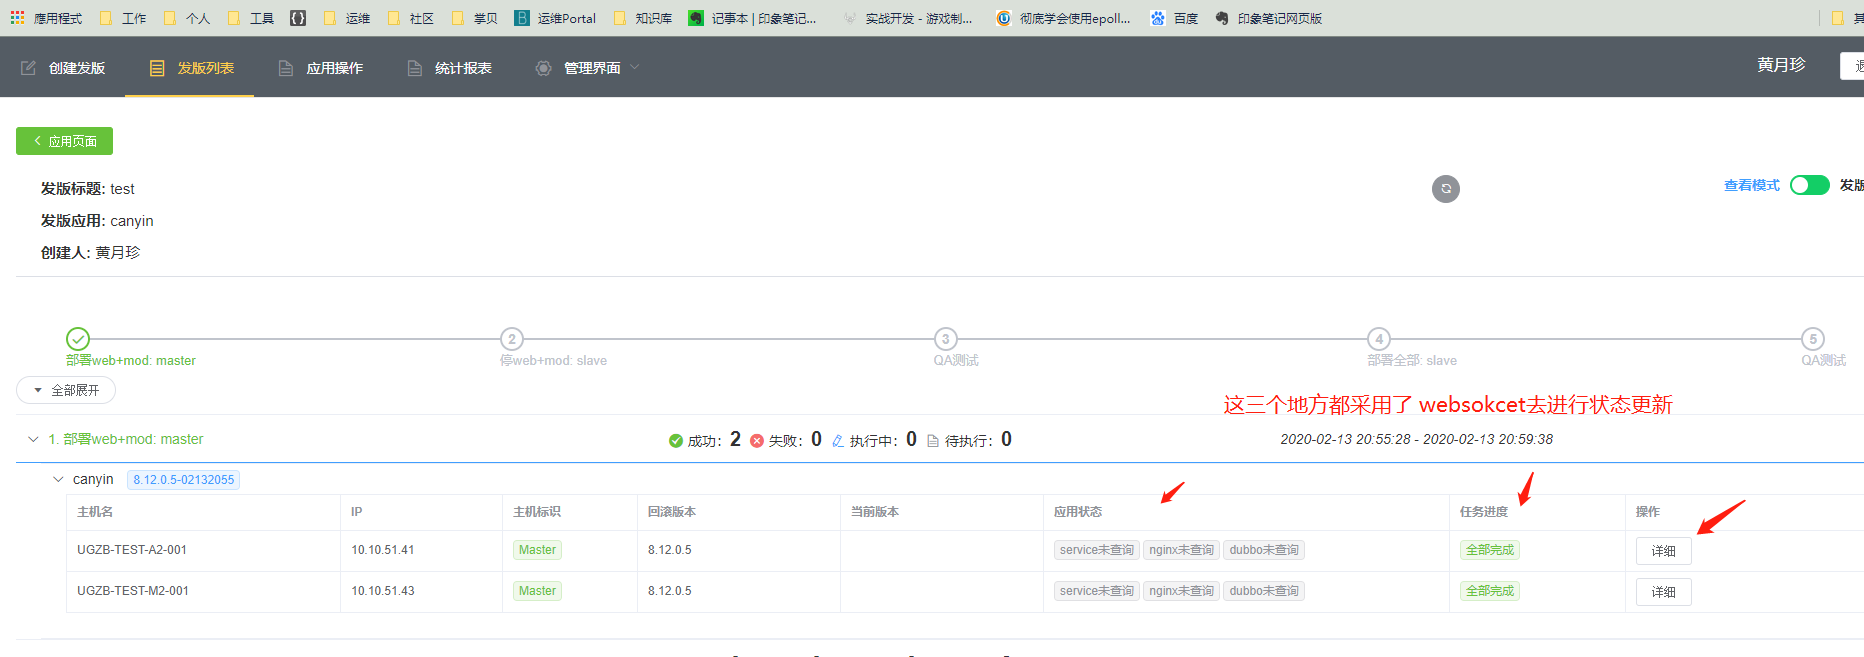 應用程式 工作 个人 工具 {} 运维 社区 掌贝 B 运维Portal 知识库 记事本 | 印象笔记... 实战开发 - 游戏制... 彻底学会使用epoll... 百度 印象笔记网页版
创建发版 发版列表 应用操作 统计报表 管理界面 黄月珍
应用页面
发版标题: test
查看模式 发版
发版应用: canyin
创建人: 黄月珍
2 3 4 5
部署web+mod: master 停web+mod: slave QA测试 部署全部: slave QA测试
全部展开
这三个地方都采用了 websokcet去进行状态更新
1. 部署web+mod: master 成功: 2 失败: 0 执行中: 0 待执行: 0 2020-02-13 20:55:28 - 2020-02-13 20:59:38
canyin 8.12.0.5-02132055
主机名 IP 主机标识 回滚版本 当前版本 应用状态 任务进度 操作
UGZB-TEST-A2-001 10.10.51.41 Master 8.12.0.5 service未查询 nginx未查询 dubbo未查询 全部完成 详细
UGZB-TEST-M2-001 10.10.51.43 Master 8.12.0.5 service未查询 nginx未查询 dubbo未查询 全部完成 详细